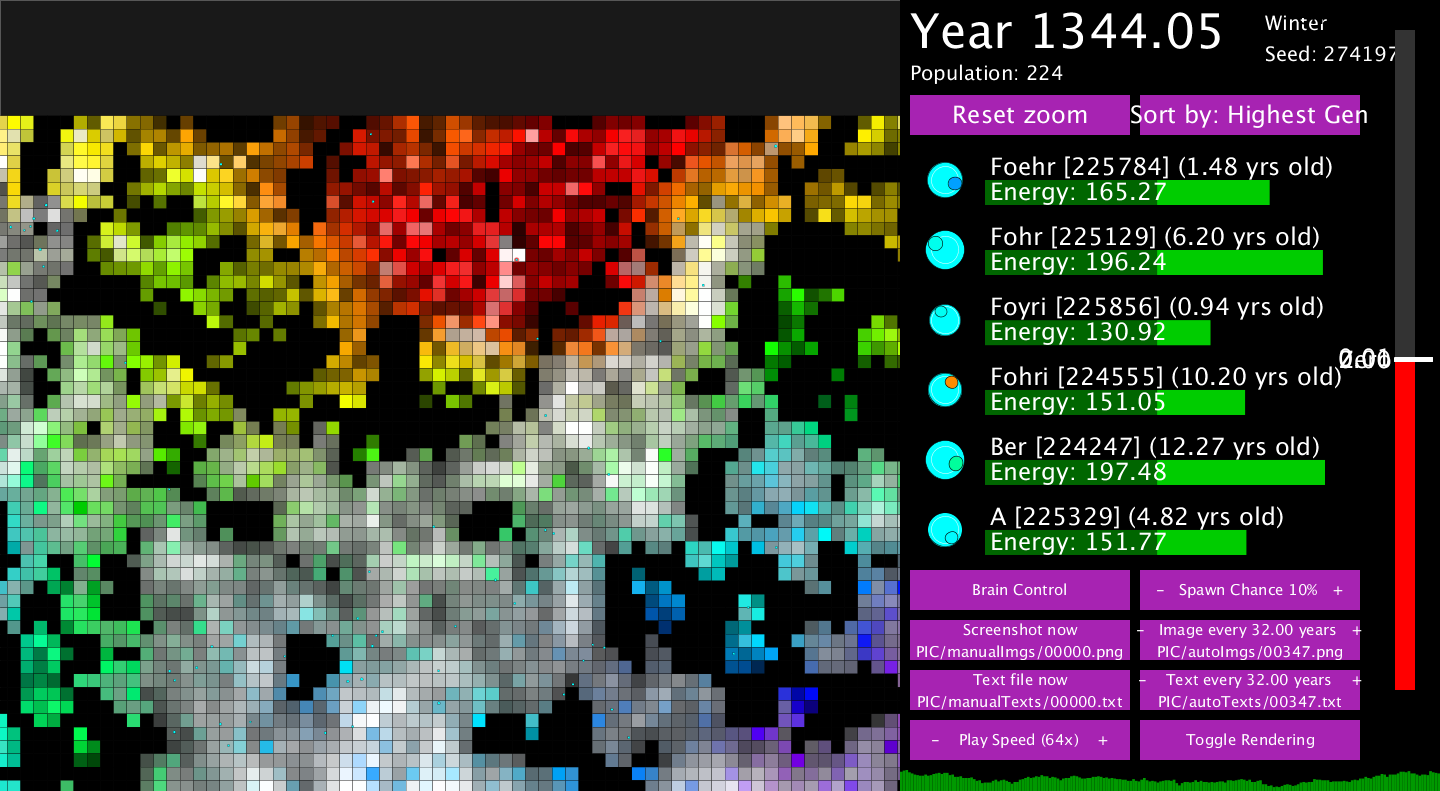 Year 1344.05
Winter
Seed: 274197
Population: 224
Reset zoom
Sort by: Highest Gen
Foehr [225784] (1.48 yrs old)
Energy: 165.27
Fohr [225129] (6.20 yrs old)
Energy: 196.24
Foyri [225856] (0.94 yrs old)
Energy: 130.92
Fohri [224555] (10.20 yrs old)
Energy: 151.05
Ber [224247] (12.27 yrs old)
Energy: 197.48
A [225329] (4.82 yrs old)
Energy: 151.77
Brain Control
– Spawn Chance 10% +
Screenshot now
PIC/manualImgs/00000.png
– Image every 32.00 years +
PIC/autoImgs/00347.png
Text file now
PIC/manualTexts/00000.txt
– Text every 32.00 years +
PIC/autoTexts/00347.txt
– Play Speed (64x) +
Toggle Rendering